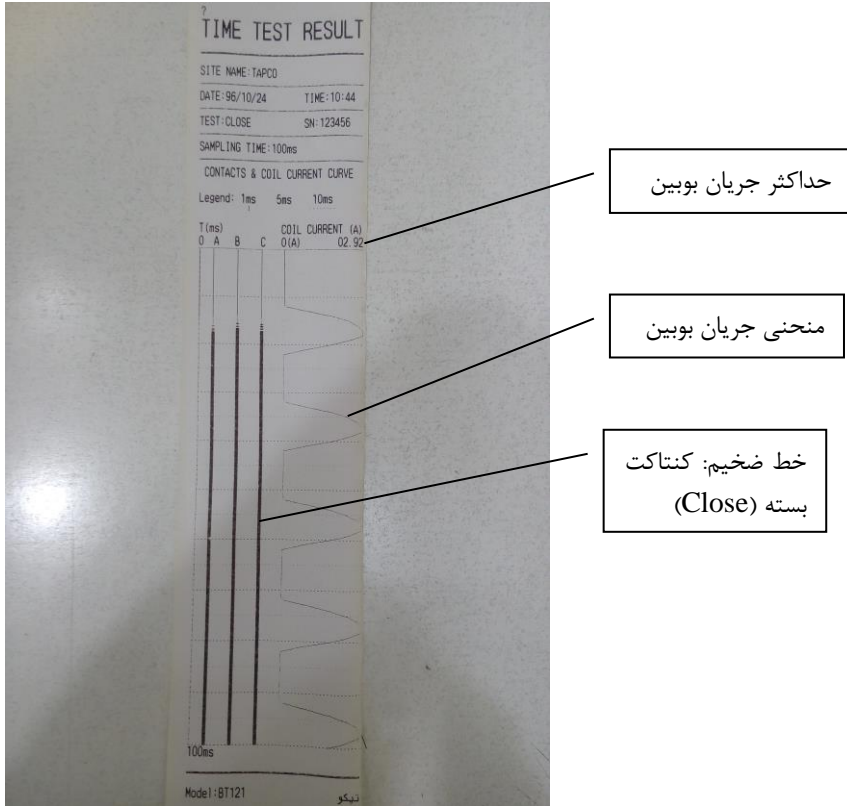 ?
TIME TEST RESULT
SITE NAME:TAPCO
DATE:96/10/24 TIME:10:44
TEST:CLOSE SN:123456
SAMPLING TIME:100ms
CONTACTS & COIL CURRENT CURVE
Legend: 1ms 5ms 10ms
T(ms) COIL CURRENT (A)
0 A B C 0(A) 02.92
100ms
Model:BT121 تیکو
حداکثر جریان بوبین
منحنی جریان بوبین
خط ضخیم: کنتاکت
بسته (Close)